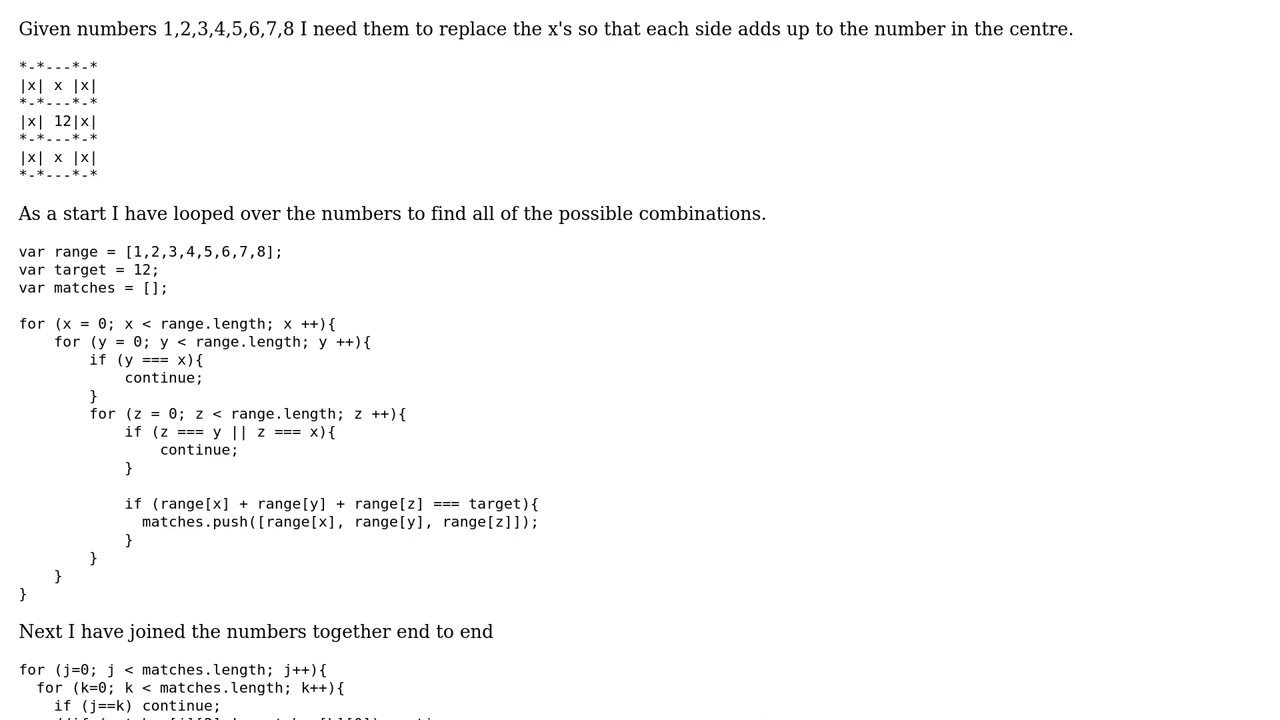 Given numbers 1,2,3,4,5,6,7,8 I need them to replace the x's so that each side adds up to the number in the centre.
*-*---*-*
|x| x |x|
*-*---*-*
|x| 12|x|
*-*---*-*
|x| x |x|
*-*---*-*
As a start I have looped over the numbers to find all of the possible combinations.
var range = [1,2,3,4,5,6,7,8];
var target = 12;
var matches = [];
for (x = 0; x < range.length; x ++){
    for (y = 0; y < range.length; y ++){
        if (y === x){
            continue;
        }
        for (z = 0; z < range.length; z ++){
            if (z === y || z === x){
                continue;
            }
            if (range[x] + range[y] + range[z] === target){
              matches.push([range[x], range[y], range[z]]);
            }
        }
    }
}
Next I have joined the numbers together end to end
for (j=0; j < matches.length; j++){
  for (k=0; k < matches.length; k++){
    if (j==k) continue;